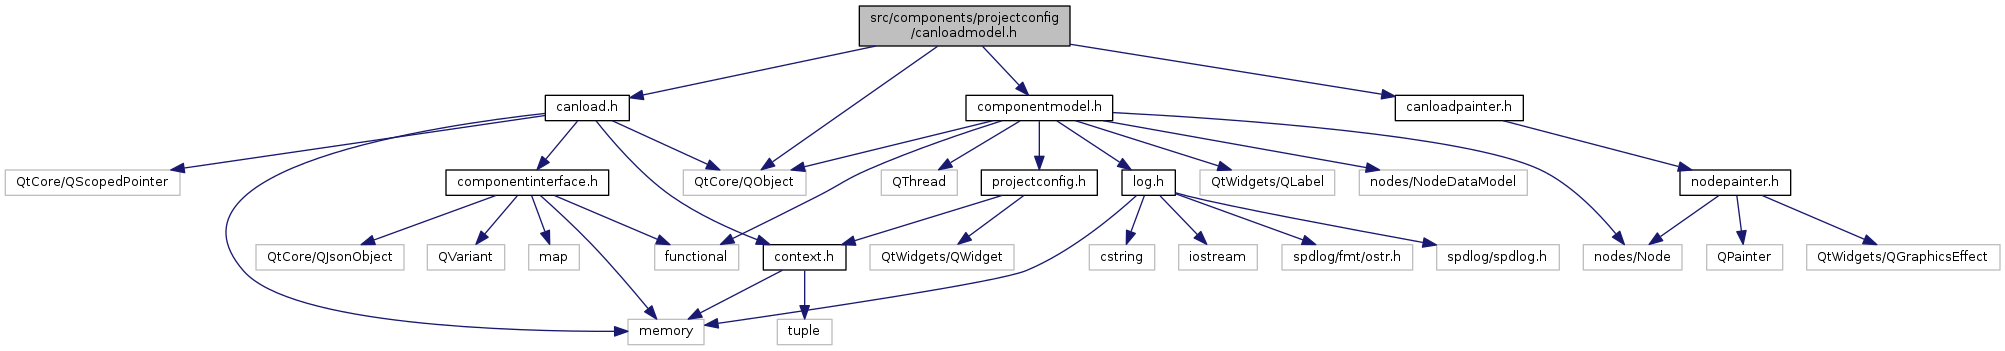 src/components/projectconfig
/canloadmodel.h
canload.h
componentmodel.h
canloadpainter.h
QtCore/QScopedPointer
componentinterface.h
QtCore/QObject
QThread
projectconfig.h
log.h
QtWidgets/QLabel
nodes/NodeDataModel
nodepainter.h
QtCore/QJsonObject
QVariant
map
functional
context.h
QtWidgets/QWidget
cstring
iostream
spdlog/fmt/ostr.h
spdlog/spdlog.h
nodes/Node
QPainter
QtWidgets/QGraphicsEffect
memory
tuple